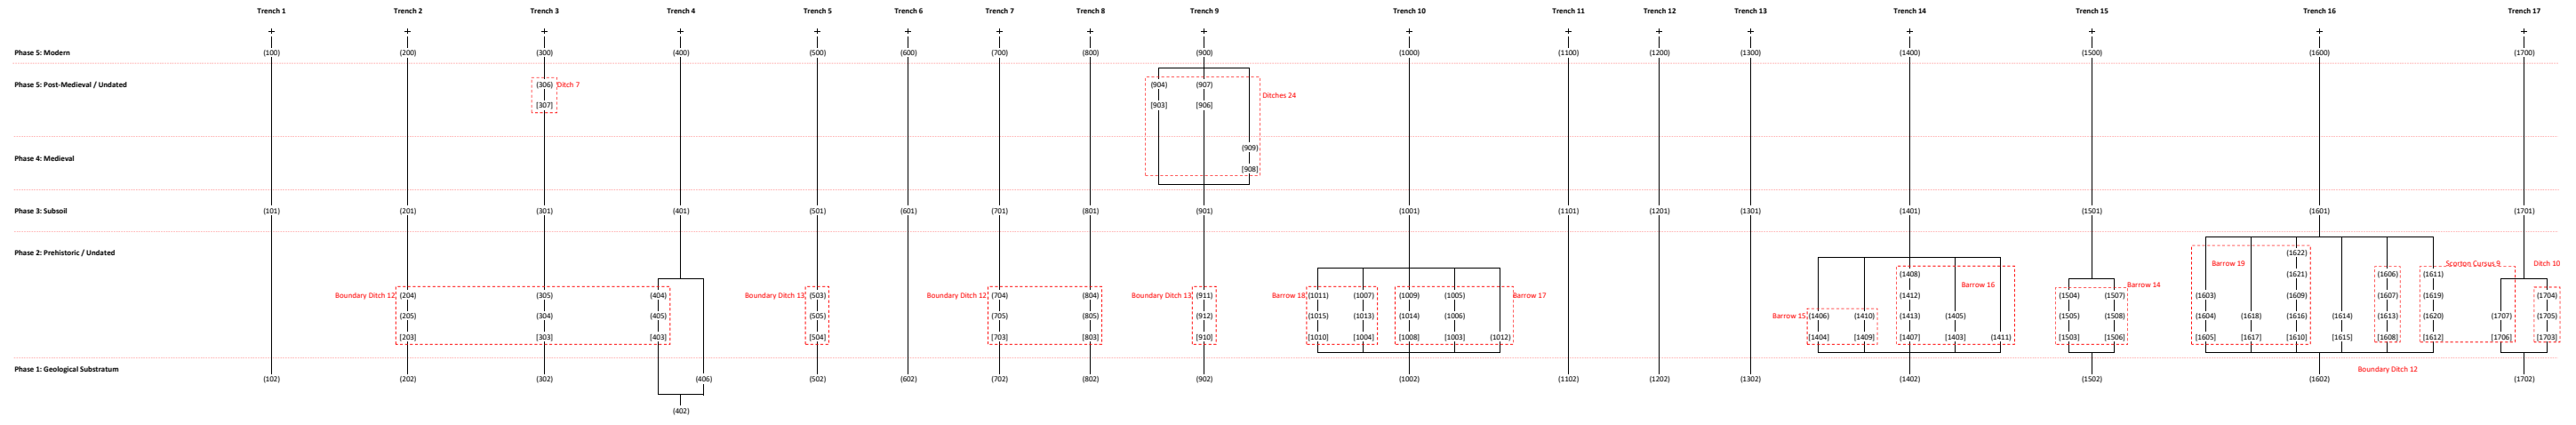 Trench 1 Trench 2 Trench 3 Trench 4 Trench 5 Trench 6 Trench 7 Trench 8 Trench 9 Trench 10 Trench 11 Trench 12 Trench 13 Trench 14 Trench 15 Trench 16 Trench 17
+ + + + + + + + + + + + + + + + +
Phase 5: Modern (100) (200) (300) (400) (500) (600) (700) (800) (900) (1000) (1100) (1200) (1300) (1400) (1500) (1600) (1700)
Phase 5: Post-Medieval / Undated (306) Ditch 7 (904) (907)
Ditches 24
[307] [903] [906]
(909)
Phase 4: Medieval
[908]
Phase 3: Subsoil (101) (201) (301) (401) (501) (601) (701) (801) (901) (1001) (1101) (1201) (1301) (1401) (1501) (1601) (1701)
Phase 2: Prehistoric / Undated (1622)
Barrow 19 Scorton Cursus 9 Ditch 10
(1408) (1621) (1606) (1611)
Barrow 16 Barrow 14
Boundary Ditch 12 (204) (305) (404) Boundary Ditch 13 (503) Boundary Ditch 12 (704) (804) Boundary Ditch 13 (911) Barrow 18 (1011) (1007) (1009) (1005) Barrow 17 (1412) (1504) (1507) (1603) (1609) (1607) (1619) (1704)
(205) (304) (405) (505) (705) (805) (912) (1015) (1013) (1014) (1006) Barrow 15 (1406) (1410) (1413) (1405) (1505) (1508) (1604) (1618) (1616) (1614) (1613) (1620) (1707) (1705)
[203] [303] [403] [504] [703] [803] [910] [1010] [1004] [1008] [1003] [1012] [1404] [1409] [1407] [1403] [1411] [1503] [1506] [1605] [1617] [1610] [1615] [1608] [1612] [1706] [1703]
Phase 1: Geological Substratum Boundary Ditch 12
(102) (202) (302) (406) (502) (602) (702) (802) (902) (1002) (1102) (1202) (1302) (1402) (1502) (1602) (1702)
(402)